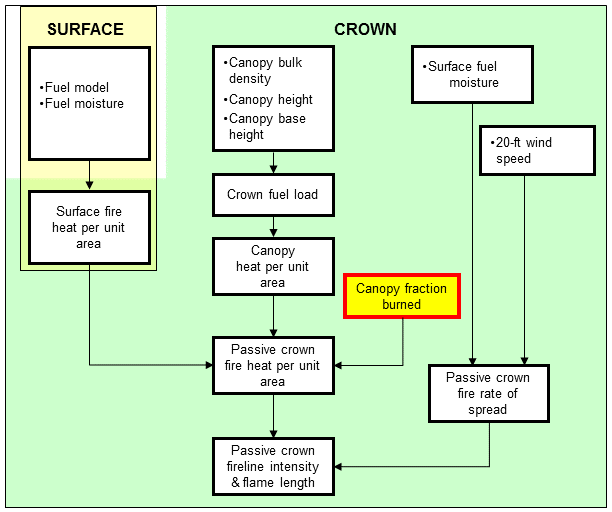 SURFACE
•Fuel model
•Fuel moisture
Surface fire
heat per unit
area
CROWN
•Canopy bulk
density
•Canopy height
•Canopy base
height
Crown fuel load
Canopy
heat per unit
area
Canopy fraction
burned
Passive crown
fire heat per unit
area
•Surface fuel
moisture
•20-ft wind
speed
Passive crown
fire rate of
spread
Passive crown
fireline intensity
& flame length